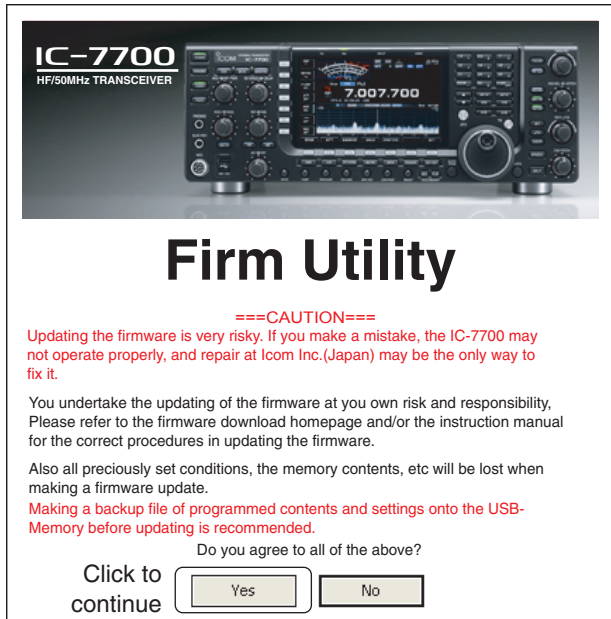 IC-7700
HF/50MHz TRANSCEIVER
ICOM
IC-7700
7.007.700
Firm Utility
===CAUTION===
Updating the firmware is very risky. If you make a mistake, the IC-7700 may
not operate properly, and repair at Icom Inc.(Japan) may be the only way to
fix it.
You undertake the updating of the firmware at you own risk and responsibility,
Please refer to the firmware download homepage and/or the instruction manual
for the correct procedures in updating the firmware.
Also all preciously set conditions, the memory contents, etc will be lost when
making a firmware update.
Making a backup file of programmed contents and settings onto the USB-
Memory before updating is recommended.
Do you agree to all of the above?
Click to
continue
Yes
No